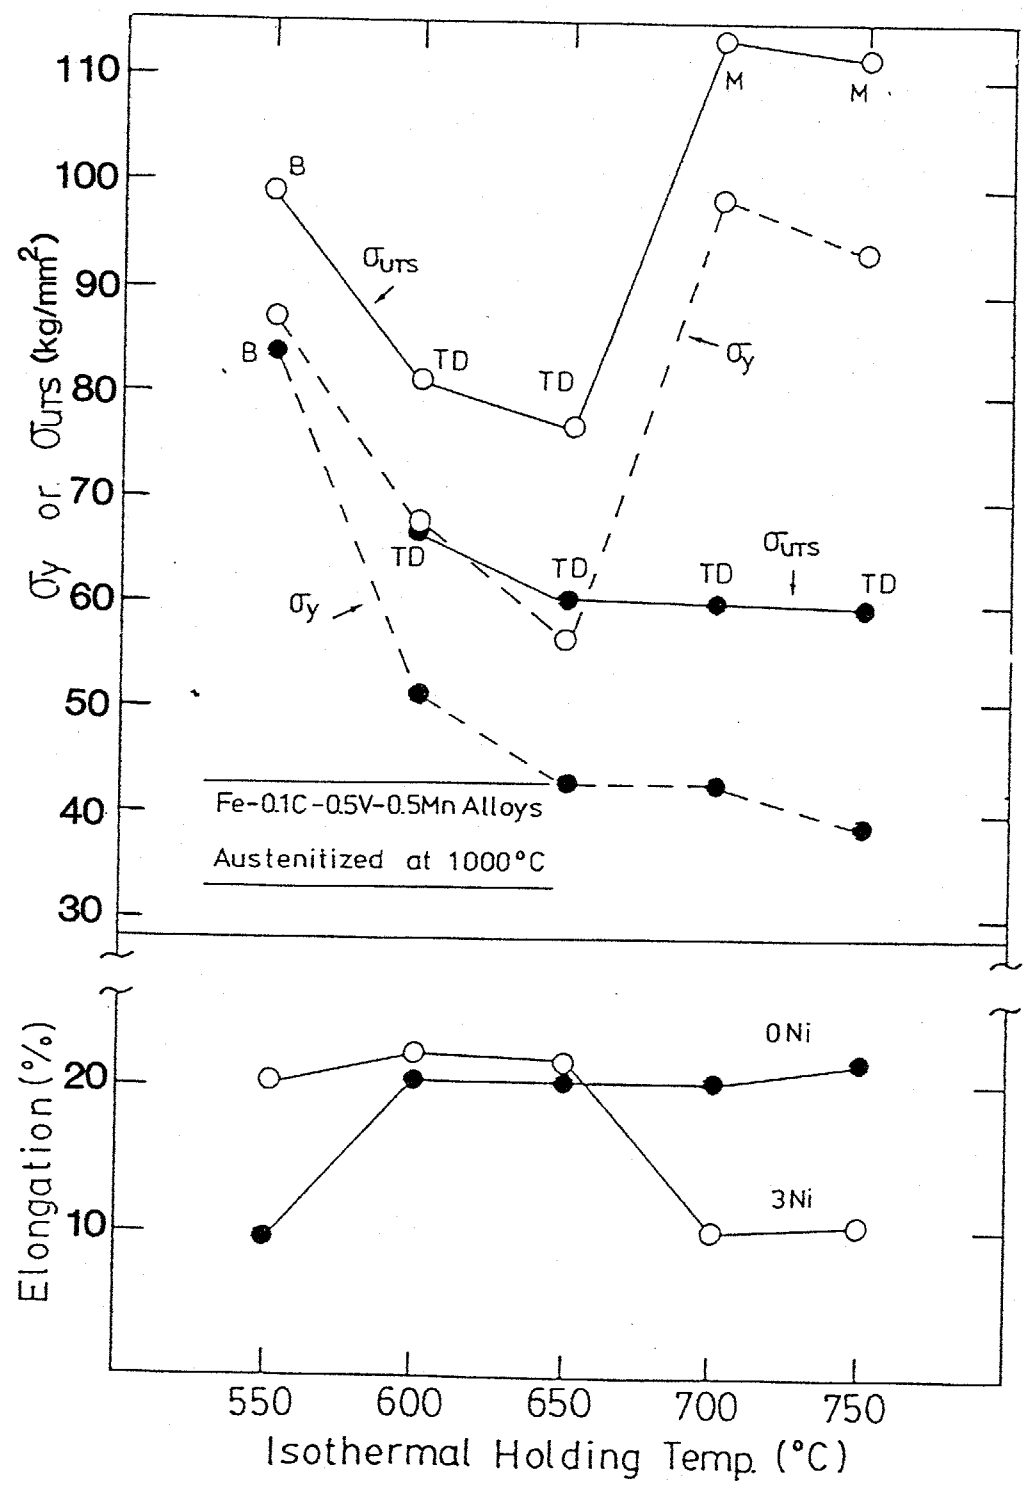 110
100
90
80
70
60
50
40
30
σy or σUTS (kg/mm²)
M
M
B
σUTS
B
TD
TD
σy
TD
TD
σUTS
TD
TD
σy
Fe-0.1C-0.5V-0.5Mn Alloys
Austenitized at 1000°C
Elongation (%)
20
10
0Ni
3Ni
550 600 650 700 750
Isothermal Holding Temp. (°C)